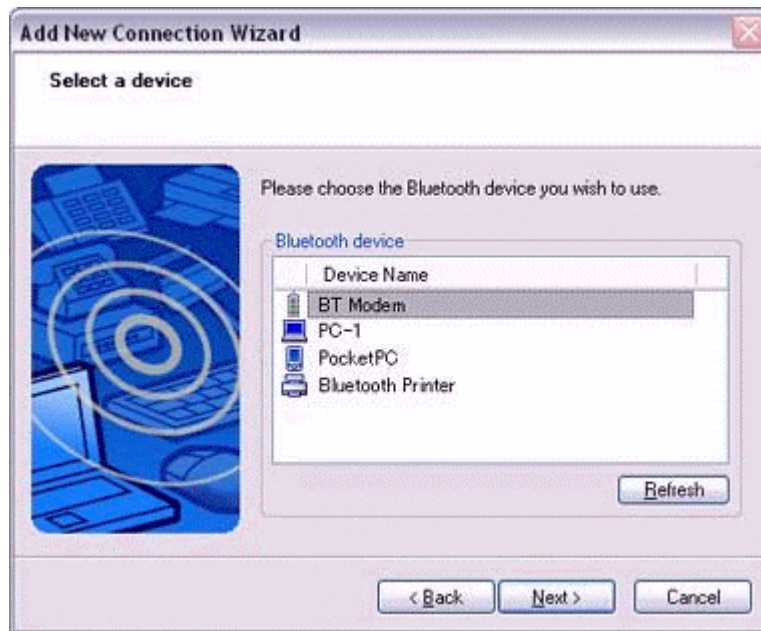 Add New Connection Wizard
Select a device
Please choose the Bluetooth device you wish to use.
Bluetooth device
Device Name
BT Modem
PC-1
PocketPC
Bluetooth Printer
Refresh
< Back
Next >
Cancel